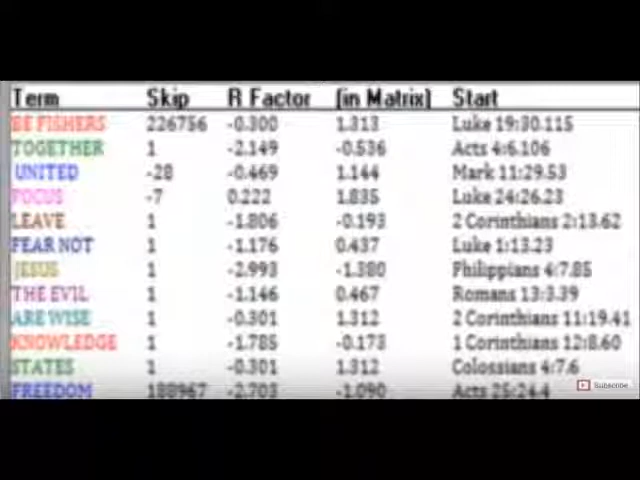 Term Skip R Factor (in Matrix) Start
BE FISHERS 226756 -0.300 1.313 Luke 19:30.115
TOGETHER 1 -2.149 -0.536 Acts 4:6.106
UNITED -28 -0.469 1.144 Mark 11:29.53
FOCUS -7 0.222 1.835 Luke 24:26.23
LEAVE 1 -1.806 -0.193 2 Corinthians 2:13.62
FEAR NOT 1 -1.176 0.437 Luke 1:13.23
JESUS 1 -2.993 -1.380 Philippians 4:7.85
THE EVIL 1 -1.146 0.467 Romans 13:3.39
ARE WISE 1 -0.301 1.312 2 Corinthians 11:19.41
KNOWLEDGE 1 -1.785 -0.173 1 Corinthians 12:8.60
STATES 1 -0.301 1.312 Colossians 4:7.6
FREEDOM 188967 -2.703 -1.090 Acts 25:24.4
Subscribe